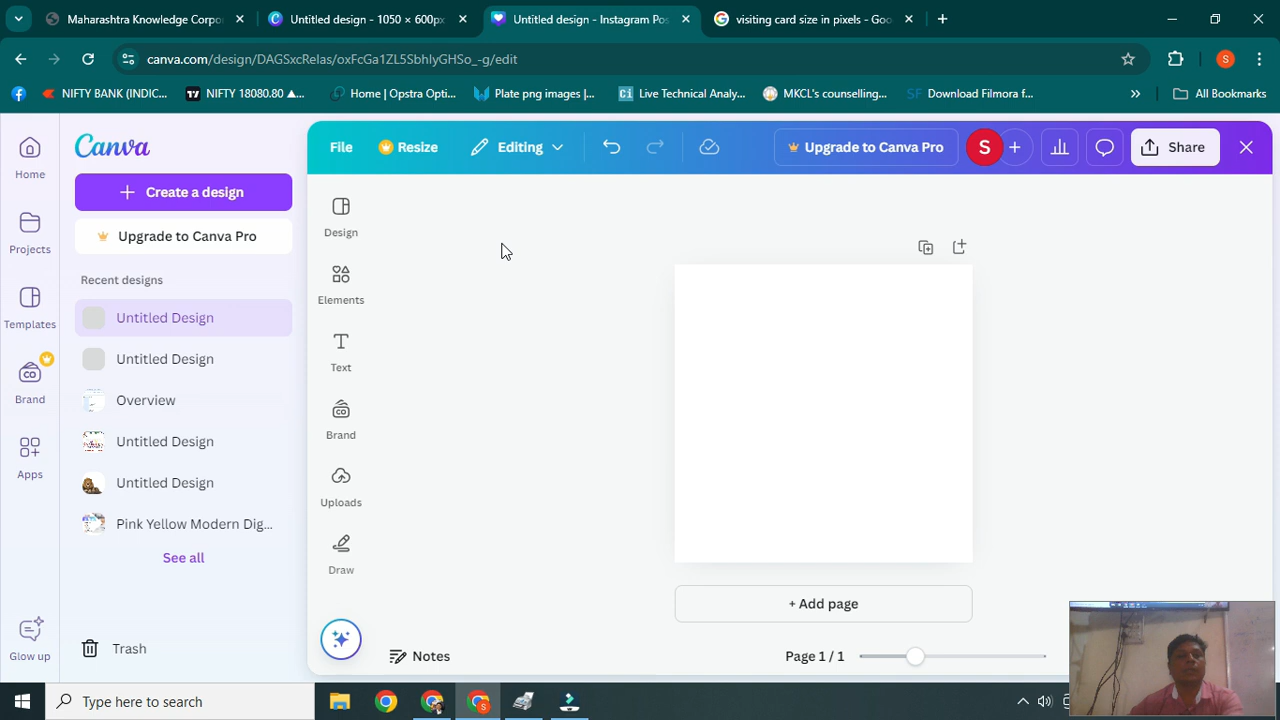 Maharashtra Knowledge Corpor
Untitled design - 1050 × 600px
Untitled design - Instagram Pos
visiting card size in pixels - Goo
canva.com/design/DAGSxcRelas/oxFcGa1ZL5SbhlyGHSo_-g/edit
S
NIFTY BANK (INDIC...
NIFTY 18080.80 ▲...
Home | Opstra Opti...
Plate png images |...
Live Technical Analy...
MKCL's counselling...
SF Download Filmora f...
All Bookmarks
Home
Projects
Templates
Brand
Apps
Glow up
Canva
Create a design
Upgrade to Canva Pro
Recent designs
Untitled Design
Untitled Design
Overview
Untitled Design
Untitled Design
Pink Yellow Modern Dig...
See all
Trash
File
Resize
Editing
Upgrade to Canva Pro
S
Share
Design
Elements
Text
Brand
Uploads
Draw
+ Add page
Notes
Page 1 / 1
Type here to search